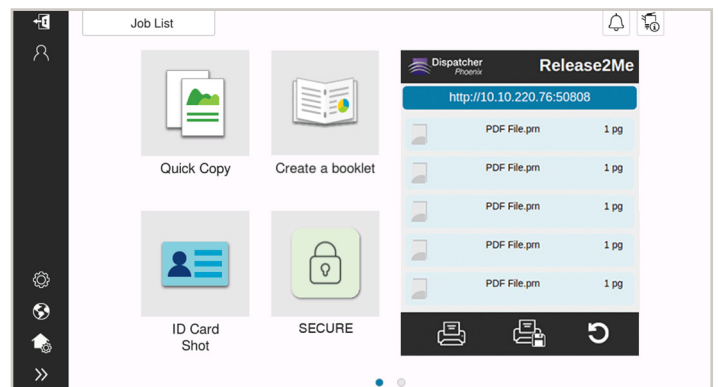 Job List
Quick Copy
Create a booklet
ID Card
Shot
SECURE
Dispatcher
Phoenix
Release2Me
http://10.10.220.76:50808
PDF File.prn 1 pg
PDF File.prn 1 pg
PDF File.prn 1 pg
PDF File.prn 1 pg
PDF File.prn 1 pg